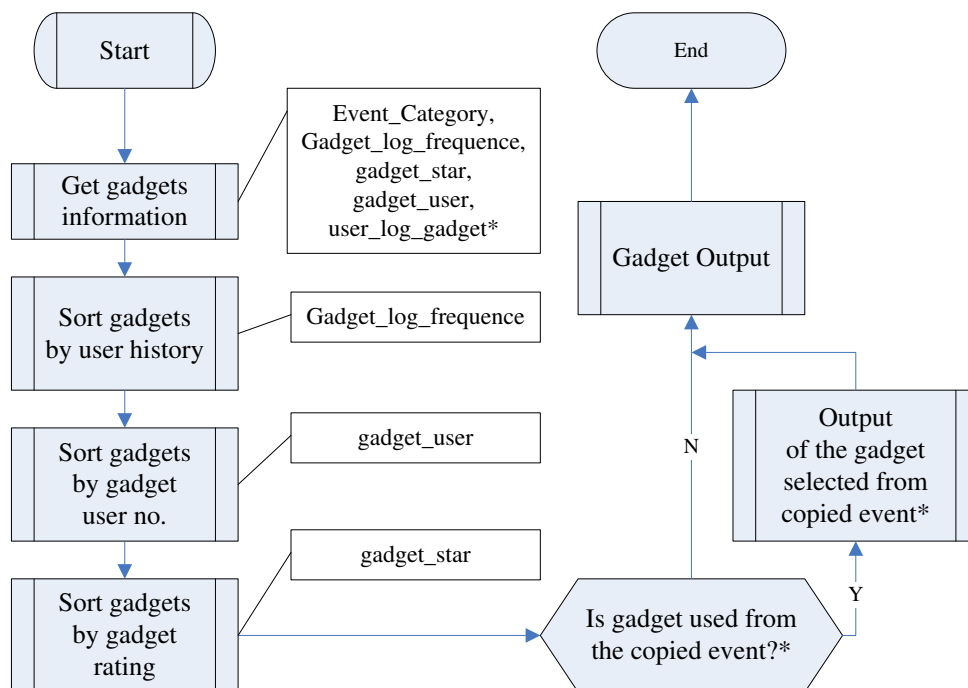 Start
End
Event_Category,
Gadget_log_frequence,
gadget_star,
gadget_user,
user_log_gadget*
Get gadgets
information
Gadget Output
Sort gadgets
by user history
Gadget_log_frequence
Sort gadgets
by gadget
user no.
gadget_user
N
Output
of the gadget
selected from
copied event*
Sort gadgets
by gadget
rating
gadget_star
Is gadget used from
the copied event?*
Y